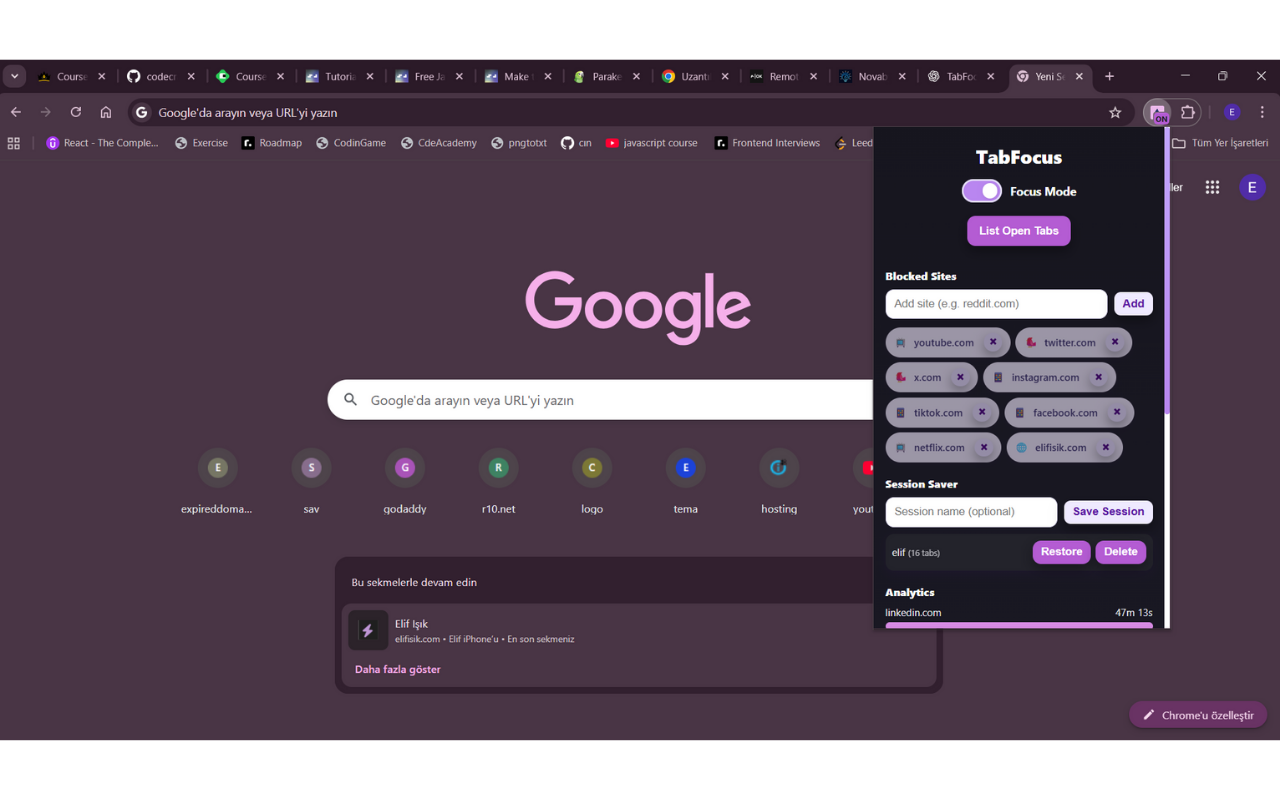 Course
codec
Course
Tutoria
Free Ja
Make
Parake
Uzantı
Remot
Novab
TabFoc
Yeni Se
G Google'da arayın veya URL'yi yazın
ON
E
React - The Comple...
Exercise
r. Roadmap
CodinGame
CdeAcademy
pngtotxt
cın
javascript course
r. Frontend Interviews
Leed
Tüm Yer İşaretleri
TabFocus
Focus Mode
List Open Tabs
ller
E
Blocked Sites
Add site (e.g. reddit.com)
Add
youtube.com
twitter.com
x.com
instagram.com
tiktok.com
facebook.com
netflix.com
elifisik.com
Session Saver
Session name (optional)
Save Session
elif (16 tabs)
Restore
Delete
Analytics
linkedin.com
47m 13s
Google
Google'da arayın veya URL'yi yazın
E
S
G
R
C
E
expireddoma...
sav
godaddy
r10.net
logo
tema
hosting
yout
Bu sekmelerle devam edin
Elif Işık
elifisik.com • Elif iPhone'u • En son sekmeniz
Daha fazla göster
Chrome'u özelleştir